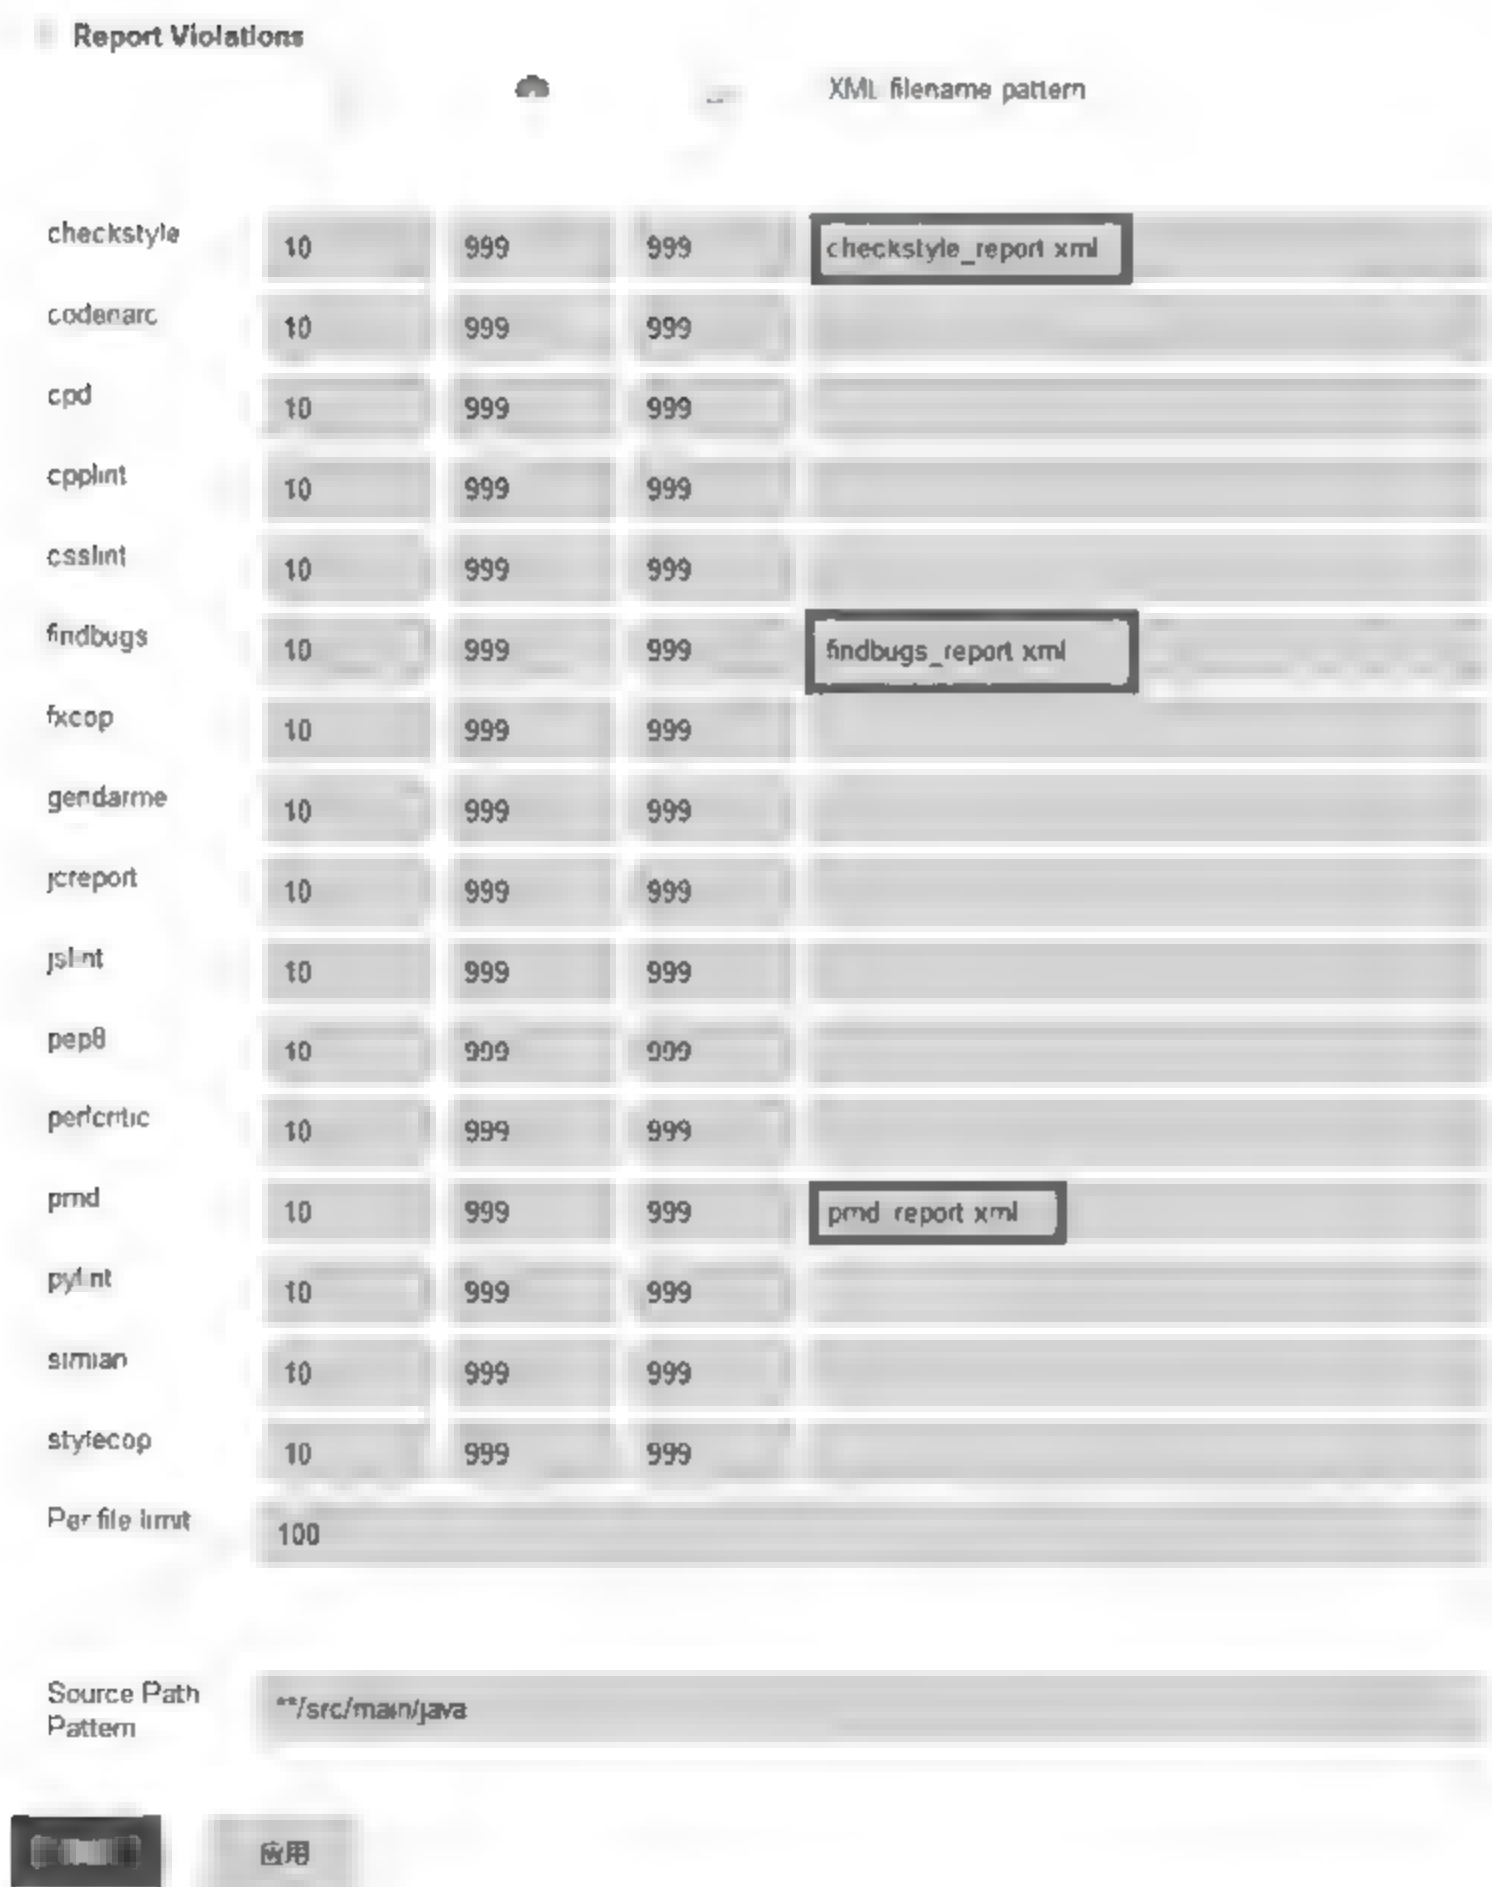 Report Violations
XML filename pattern
checkstyle 10 999 999 checkstyle_report xml
codenarc 10 999 999
cpd 10 999 999
cpplint 10 999 999
csslint 10 999 999
findbugs 10 999 999 findbugs_report xml
fxcop 10 999 999
gendarme 10 999 999
jcreport 10 999 999
jslint 10 999 999
pep8 10 999 999
perlcritic 10 999 999
pmd 10 999 999 pmd_report xml
pylint 10 999 999
simian 10 999 999
stylecop 10 999 999
Per file limit 100
Source Path
Pattern
**/src/main/java
应用